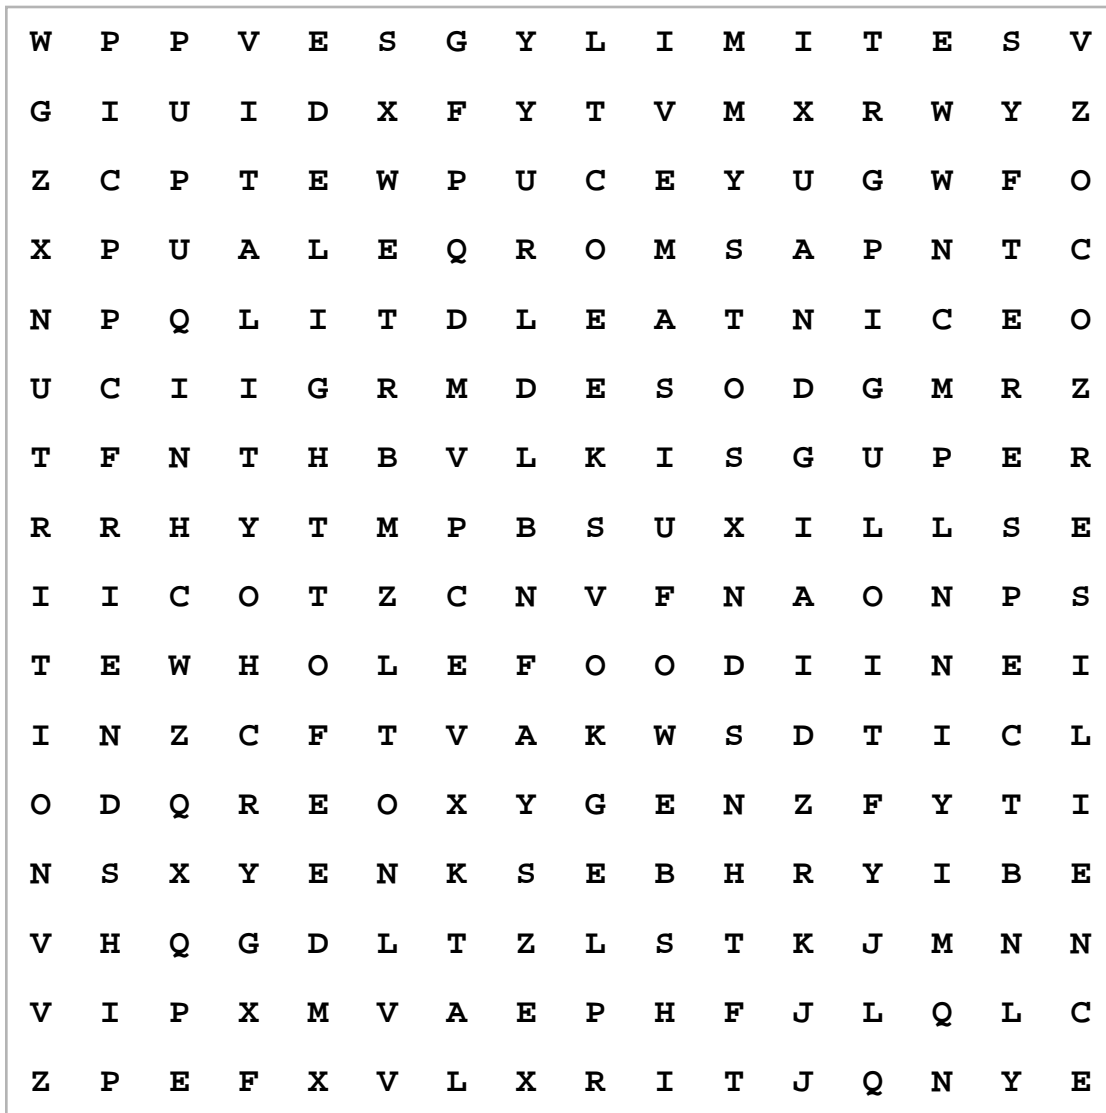 W P P V E S G Y L I M I T E S V
G I U I D X F Y T V M X R W Y Z
Z C P T E W P U C E Y U G W F O
X P U A L E Q R O M S A P N T C
N P Q L I T D L E A T N I C E O
U C I I G R M D E S O D G M R Z
T F N T H B V L K I S G U P E R
R R H Y T M P B S U X I L L S E
I I C O T Z C N V F N A O N P S
T E W H O L E F O O D I I N E I
I N Z C F T V A K W S D T I C L
O D Q R E O X Y G E N Z F Y T I
N S X Y E N K S E B H R Y I B E
V H Q G D L T Z L S T K J M N N
V I P X M V A E P H F J L Q L C
Z P E F X V L X R I T J Q N Y E